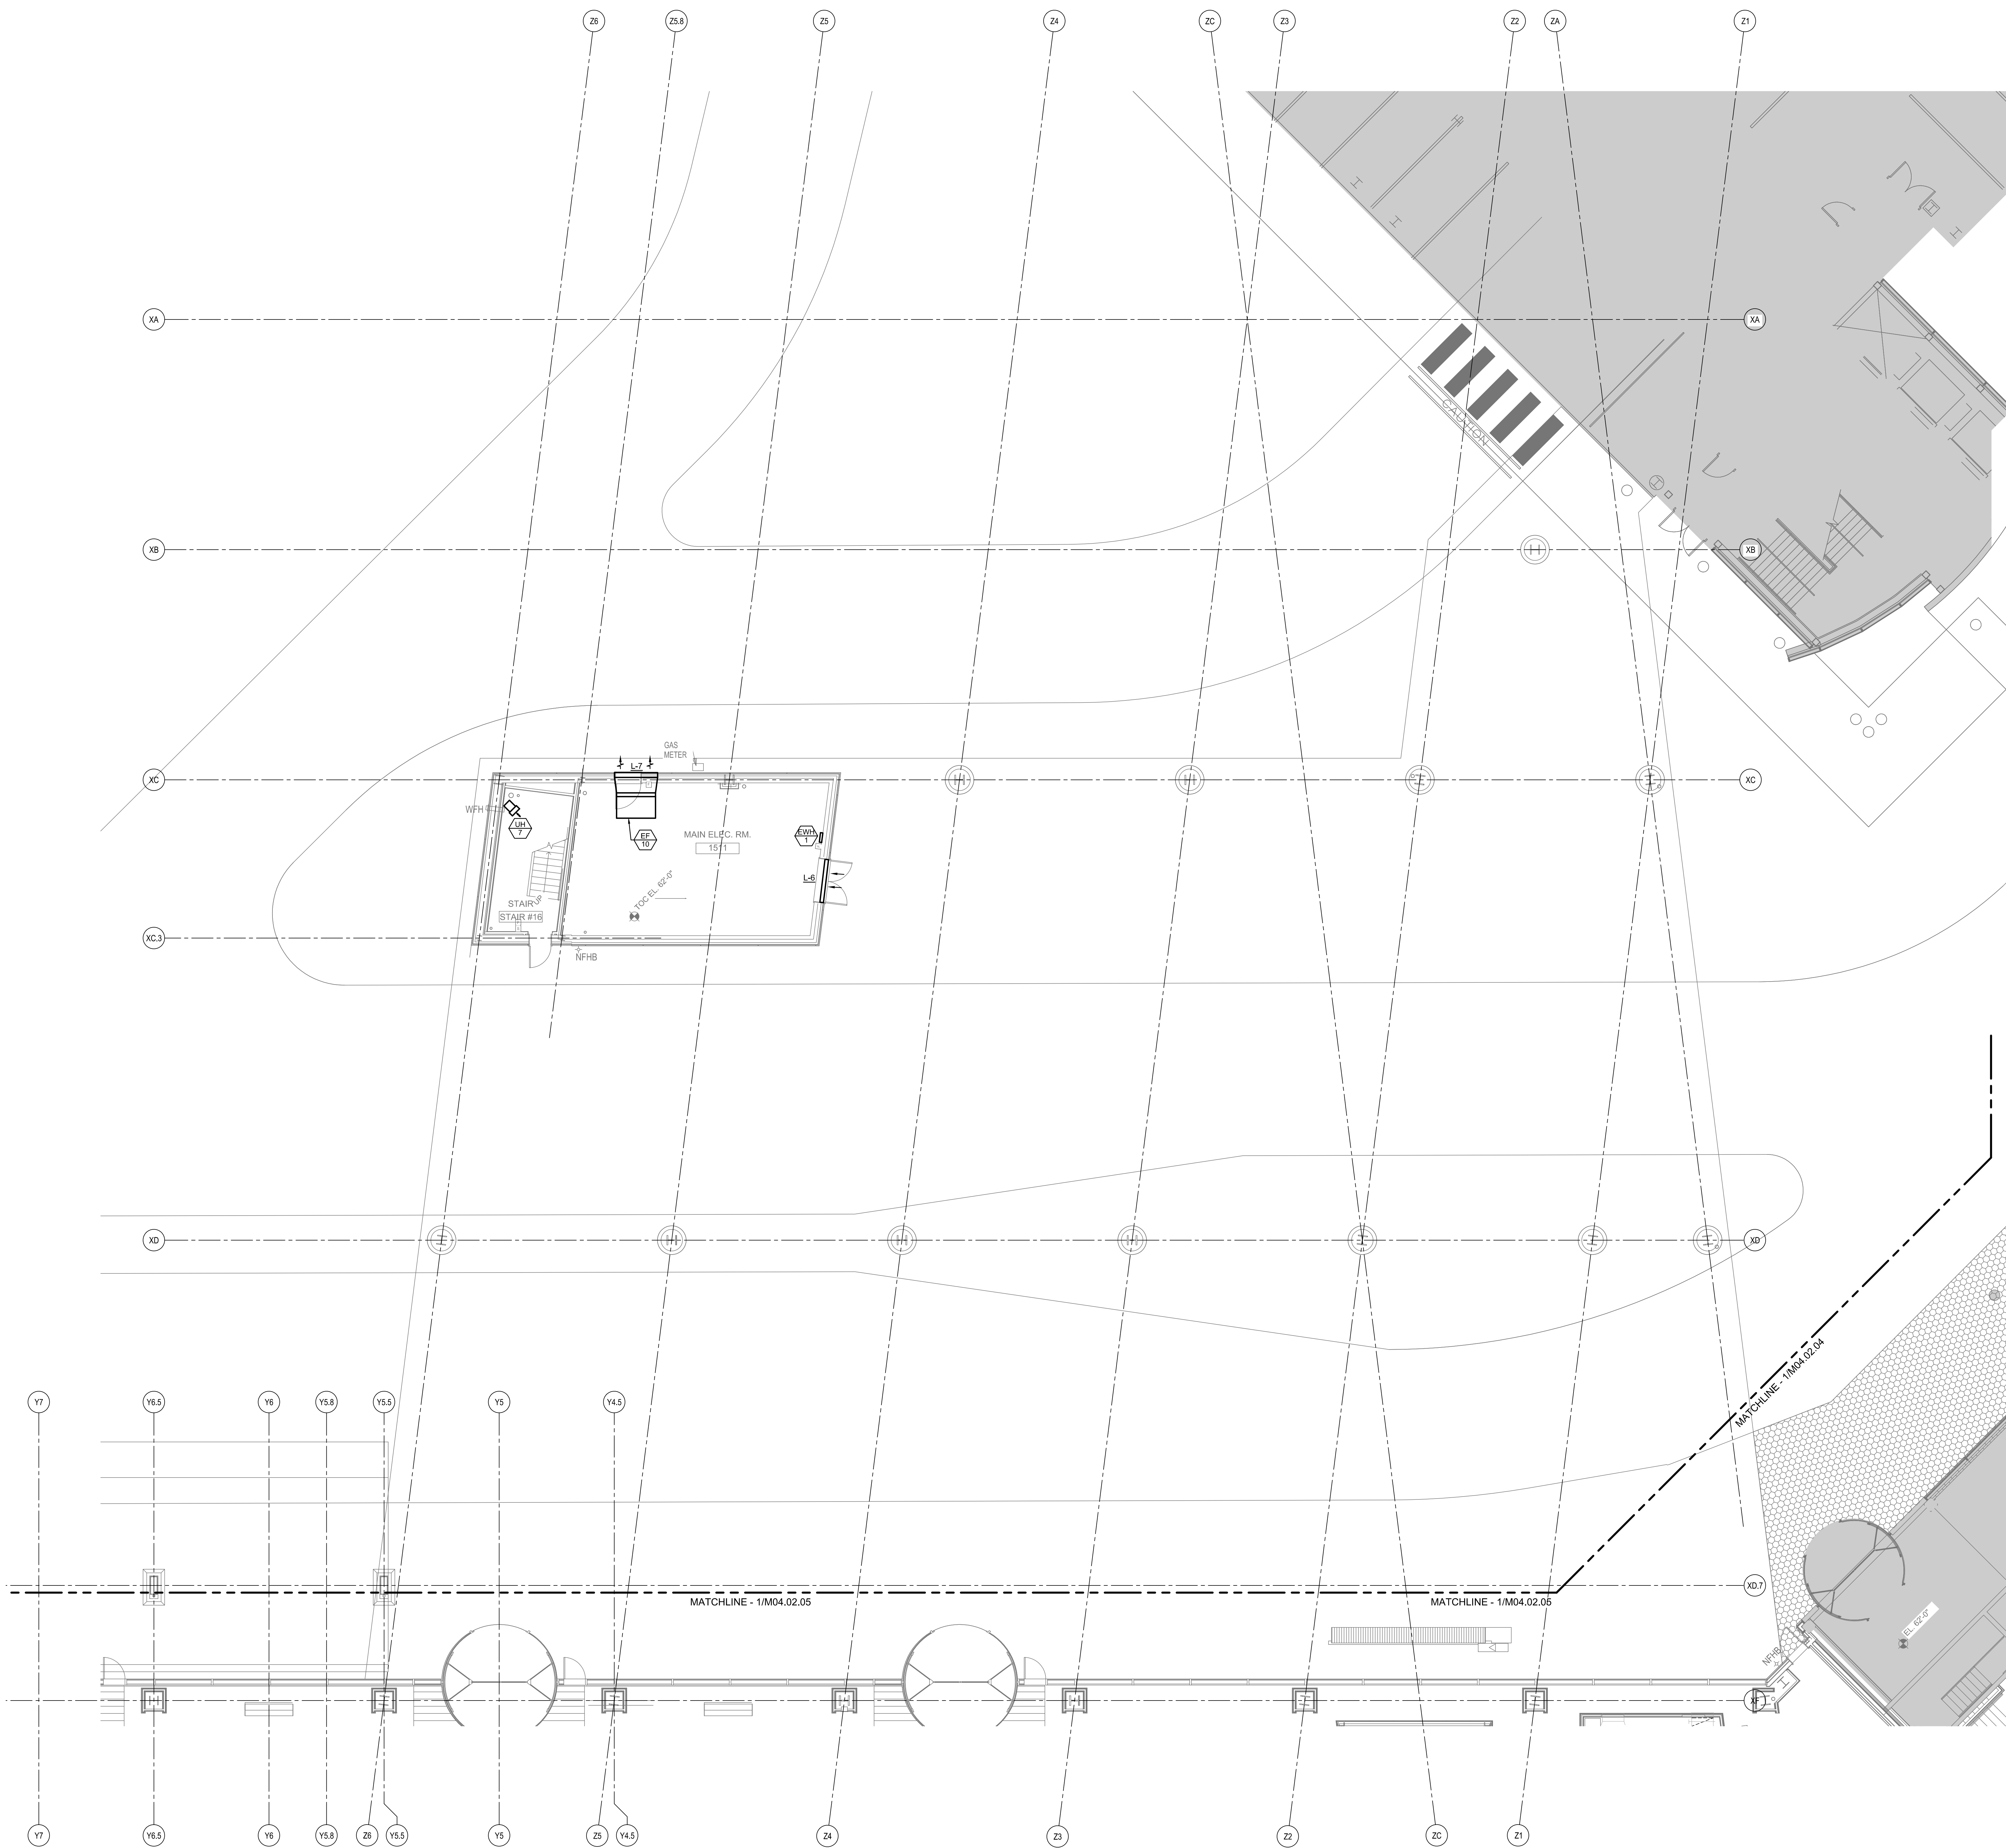 Z6 Z5.8 Z5 Z4 ZC Z3 Z2 ZA Z1
XA XA
CAUTION
XB XB
GAS
METER
L-7
XC XC
WFH
UH
7
EF
10
MAIN ELEC. RM.
1511
EWH
1
L-6
TOC EL. 62'-0"
UP
STAIR
STAIR #16
XC.3
NFHB
XD XD
MATCHLINE - 1/M04.02.04
Y7 Y6.5 Y6 Y5.8 Y5.5 Y5 Y4.5
XD.7
MATCHLINE - 1/M04.02.05 MATCHLINE - 1/M04.02.05
EL. 62'-0"
NFHB
XF
Y7 Y6.5 Y6 Y5.8 Z6 Y5.5 Y5 Z5 Y4.5 Z4 Z3 Z2 ZC Z1